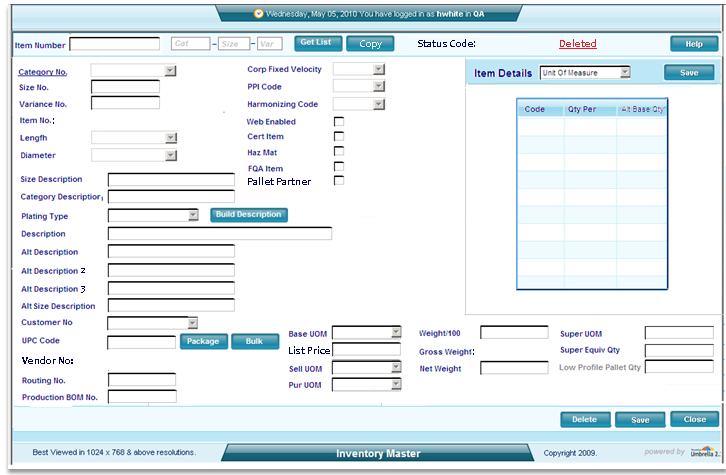 Wednesday, May 05, 2010 You have logged in as hwhite in QA
Item Number Cat - Size - Var Get List Copy Status Code: Deleted Help
Category No. Corp Fixed Velocity Item Details Unit Of Measure Save
Size No. PPI Code
Variance No. Harmonizing Code Code Qty Per Alt Base Qty
Item No.: Web Enabled
Length Cert Item
Diameter Haz Mat
FQA Item
Size Description Pallet Partner
Category Description:
Plating Type Build Description
Description
Alt Description
Alt Description 2
Alt Description 3
Alt Size Description
Customer No Base UOM Weight/100 Super UOM
UPC Code Package Bulk List Price Gross Weight: Super Equiv Qty
Vendor No: Sell UOM Net Weight Low Profile Pallet Qty
Routing No. Pur UOM
Production BOM No.
Delete Save Close
Best Viewed in 1024 x 768 & above resolutions. Inventory Master Copyright 2009. powered by Umbrella 2..